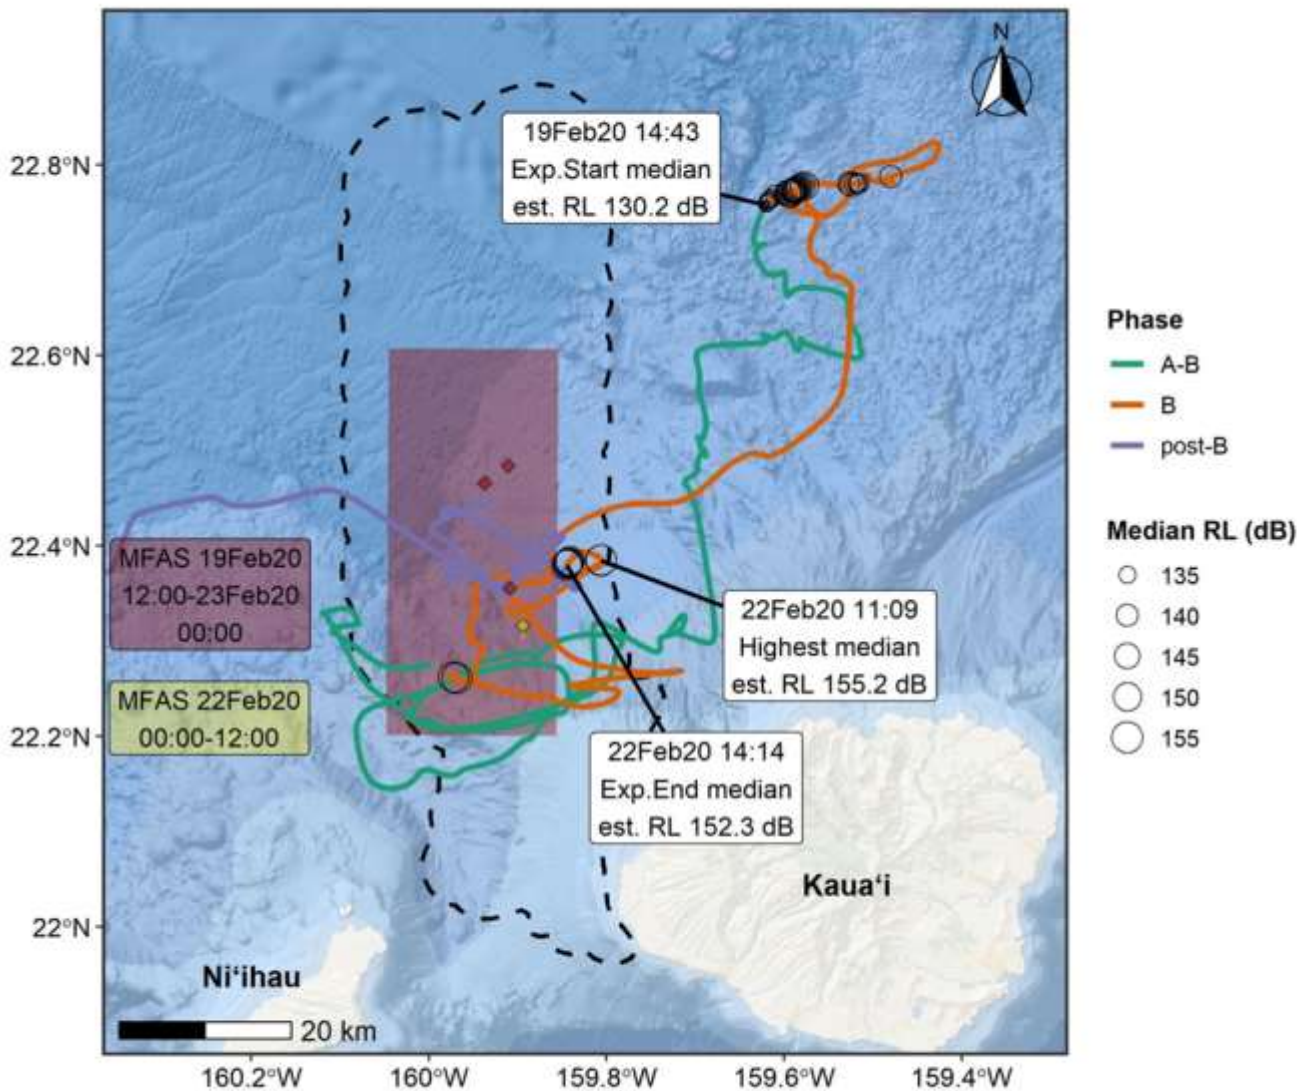 N
19Feb20 14:43
Exp.Start median
est. RL 130.2 dB
22.8°N
22.6°N
22.4°N
22.2°N
22°N
MFAS 19Feb20
12:00-23Feb20
00:00
MFAS 22Feb20
00:00-12:00
22Feb20 11:09
Highest median
est. RL 155.2 dB
22Feb20 14:14
Exp.End median
est. RL 152.3 dB
Kauaʻi
Niʻihau
20 km
160.2°W
160°W
159.8°W
159.6°W
159.4°W
Phase
A-B
B
post-B
Median RL (dB)
135
140
145
150
155